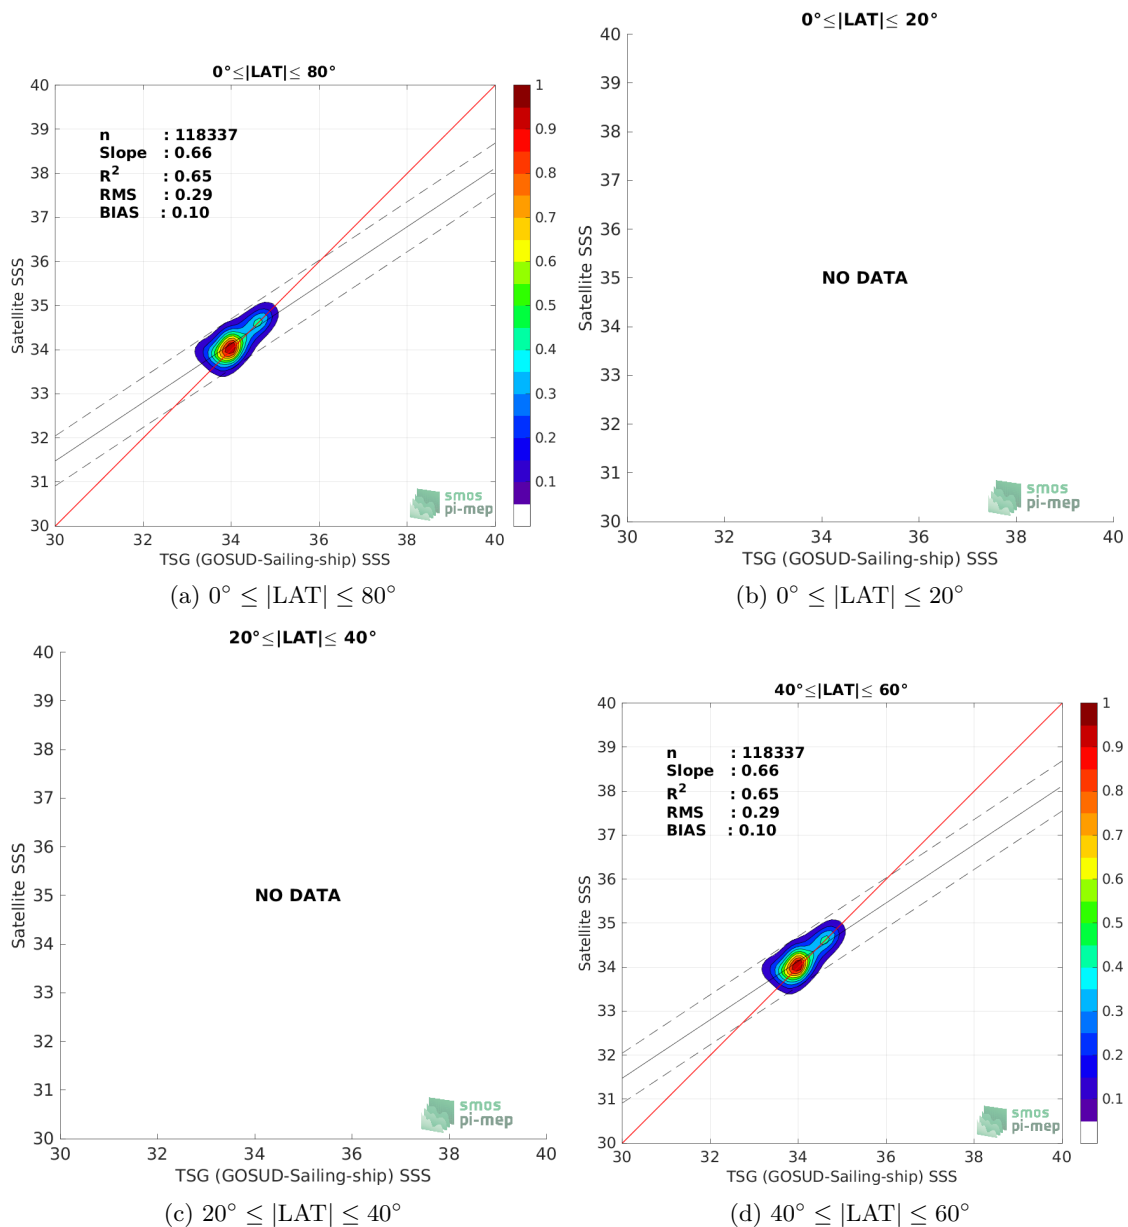 0°≤|LAT|≤ 80°
40
39
38
37
36
35
34
33
32
31
30
Satellite SSS
n : 118337
Slope : 0.66
R² : 0.65
RMS : 0.29
BIAS : 0.10
smos
pi-mep
30 32 34 36 38 40
TSG (GOSUD-Sailing-ship) SSS
1
0.9
0.8
0.7
0.6
0.5
0.4
0.3
0.2
0.1
(a) 0° ≤ |LAT| ≤ 80°
0°≤|LAT|≤ 20°
40
39
38
37
36
35
34
33
32
31
30
Satellite SSS
NO DATA
smos
pi-mep
30 32 34 36 38 40
TSG (GOSUD-Sailing-ship) SSS
(b) 0° ≤ |LAT| ≤ 20°
20°≤|LAT|≤ 40°
40
39
38
37
36
35
34
33
32
31
30
Satellite SSS
NO DATA
smos
pi-mep
30 32 34 36 38 40
TSG (GOSUD-Sailing-ship) SSS
(c) 20° ≤ |LAT| ≤ 40°
40°≤|LAT|≤ 60°
40
39
38
37
36
35
34
33
32
31
30
Satellite SSS
n : 118337
Slope : 0.66
R² : 0.65
RMS : 0.29
BIAS : 0.10
smos
pi-mep
30 32 34 36 38 40
TSG (GOSUD-Sailing-ship) SSS
1
0.9
0.8
0.7
0.6
0.5
0.4
0.3
0.2
0.1
(d) 40° ≤ |LAT| ≤ 60°